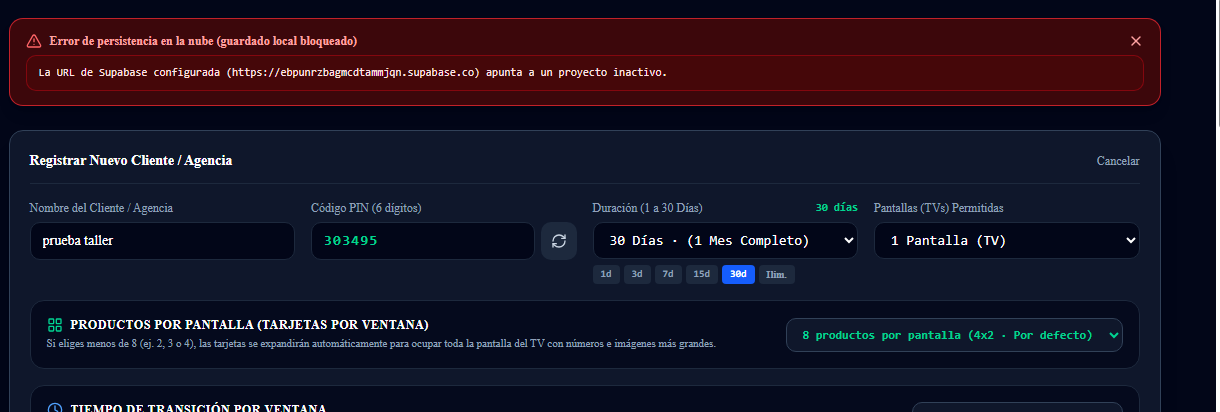 Error de persistencia en la nube (guardado local bloqueado)
La URL de Supabase configurada (https://ebpunrzbagmcdtammjqn.supabase.co) apunta a un proyecto inactivo.
Registrar Nuevo Cliente / Agencia
Cancelar
Nombre del Cliente / Agencia
Código PIN (6 dígitos)
Duración (1 a 30 Días)
30 días
Pantallas (TVs) Permitidas
prueba taller
303495
30 Días · (1 Mes Completo)
1 Pantalla (TV)
1d
3d
7d
15d
30d
Ilim.
PRODUCTOS POR PANTALLA (TARJETAS POR VENTANA)
Si eliges menos de 8 (ej. 2, 3 o 4), las tarjetas se expandirán automáticamente para ocupar toda la pantalla del TV con números e imágenes más grandes.
8 productos por pantalla (4x2 · Por defecto)
TIEMPO DE TRANSICIÓN POR VENTANA